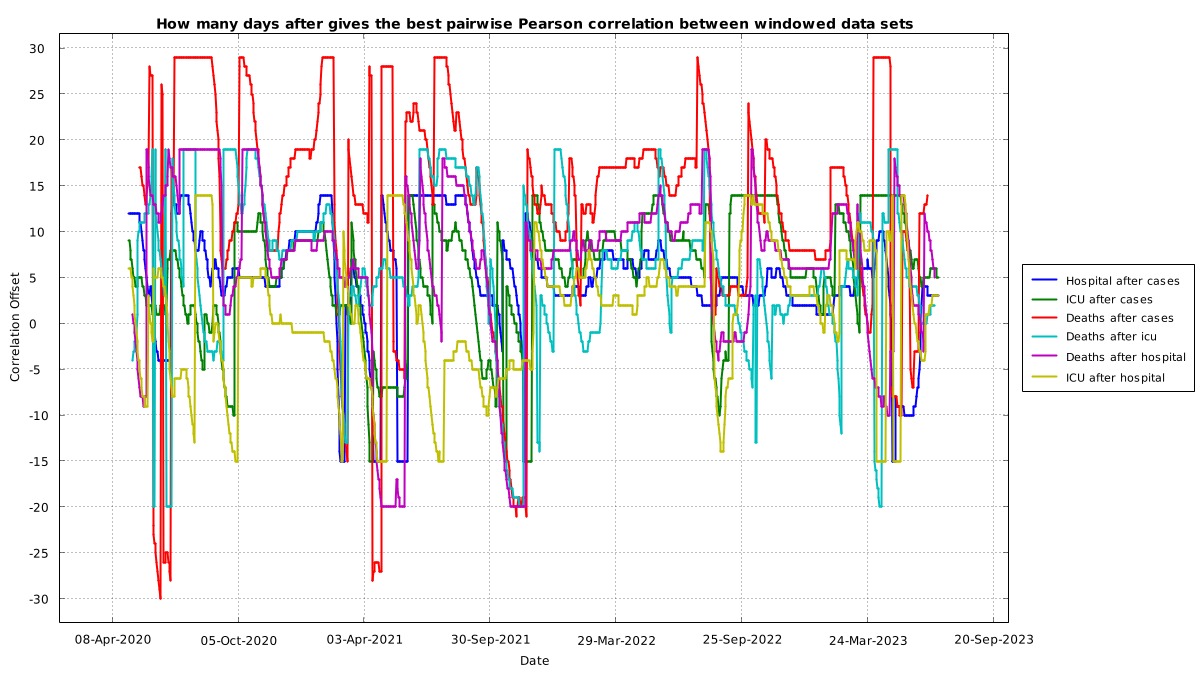 How many days after gives the best pairwise Pearson correlation between windowed data sets
30
25
20
15
10
5
0
-5
-10
-15
-20
-25
-30
Correlation Offset
08-Apr-2020 05-Oct-2020 03-Apr-2021 30-Sep-2021 29-Mar-2022 25-Sep-2022 24-Mar-2023 20-Sep-2023
Date
Hospital after cases
ICU after cases
Deaths after cases
Deaths after icu
Deaths after hospital
ICU after hospital